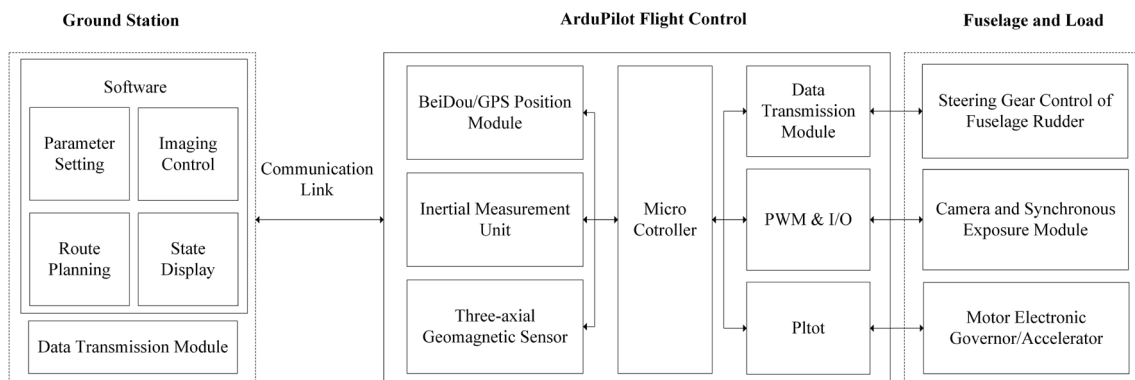 Ground Station
ArduPilot Flight Control
Fuselage and Load
Software
Parameter
Setting
Imaging
Control
Route
Planning
State
Display
Data Transmission Module
Communication
Link
BeiDou/GPS Position
Module
Inertial Measurement
Unit
Three-axial
Geomagnetic Sensor
Micro
Cotroller
Data
Transmission
Module
PWM & I/O
Pltot
Steering Gear Control of
Fuselage Rudder
Camera and Synchronous
Exposure Module
Motor Electronic
Governor/Accelerator